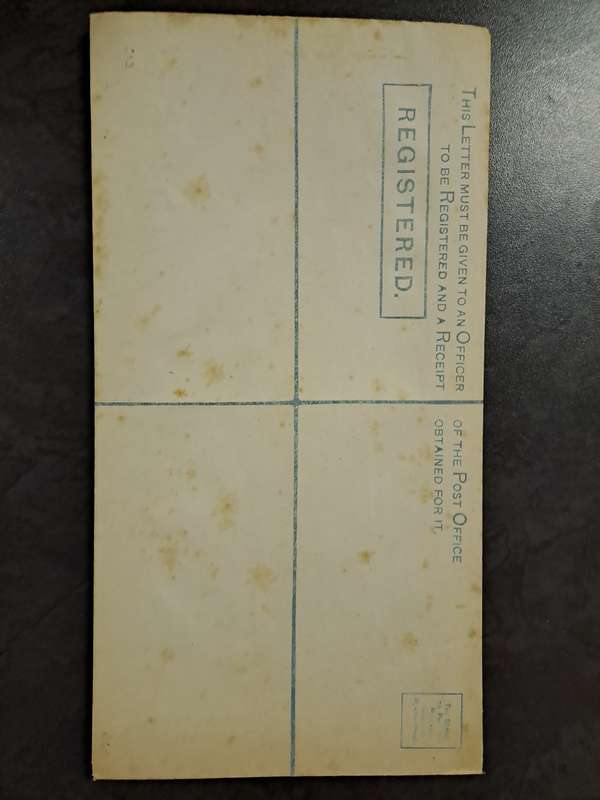 THIS LETTER MUST BE GIVEN TO AN OFFICER OF THE POST OFFICE
TO BE REGISTERED AND A RECEIPT OBTAINED FOR IT.
REGISTERED.